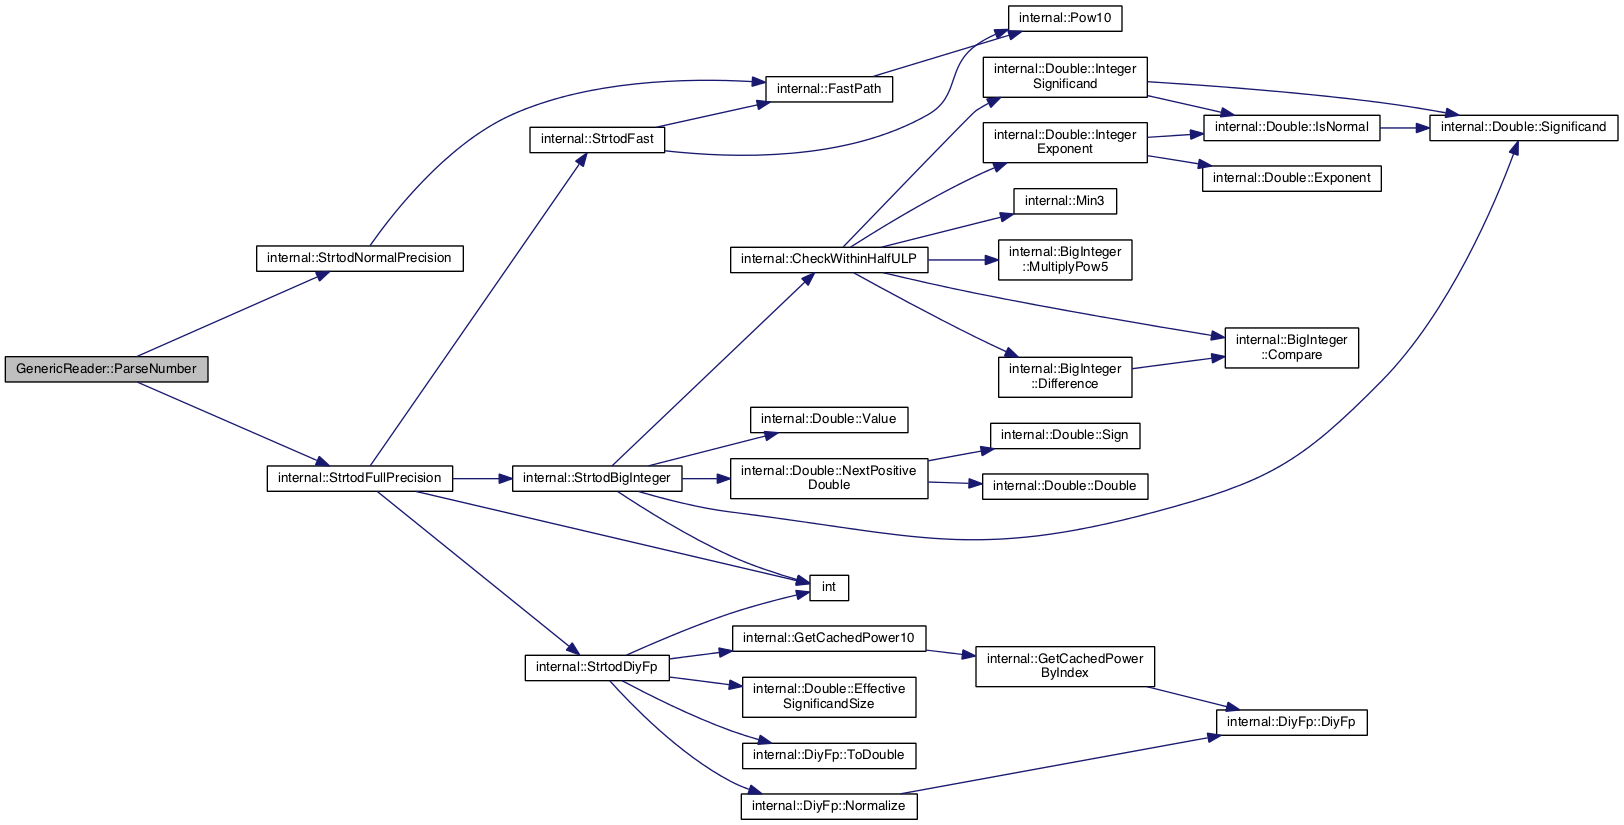 internal::Pow10
internal::Double::Integer
Significand
internal::FastPath
internal::Double::IsNormal
internal::Double::Significand
internal::StrtodFast
internal::Double::Integer
Exponent
internal::Double::Exponent
internal::Min3
internal::StrtodNormalPrecision
internal::CheckWithinHalfULP
internal::BigInteger
::MultiplyPow5
internal::BigInteger
::Compare
GenericReader::ParseNumber
internal::BigInteger
::Difference
internal::Double::Value
internal::Double::Sign
internal::StrtodFullPrecision
internal::StrtodBigInteger
internal::Double::NextPositive
Double
internal::Double::Double
int
internal::GetCachedPower10
internal::StrtodDiyFp
internal::GetCachedPower
ByIndex
internal::Double::Effective
SignificandSize
internal::DiyFp::DiyFp
internal::DiyFp::ToDouble
internal::DiyFp::Normalize